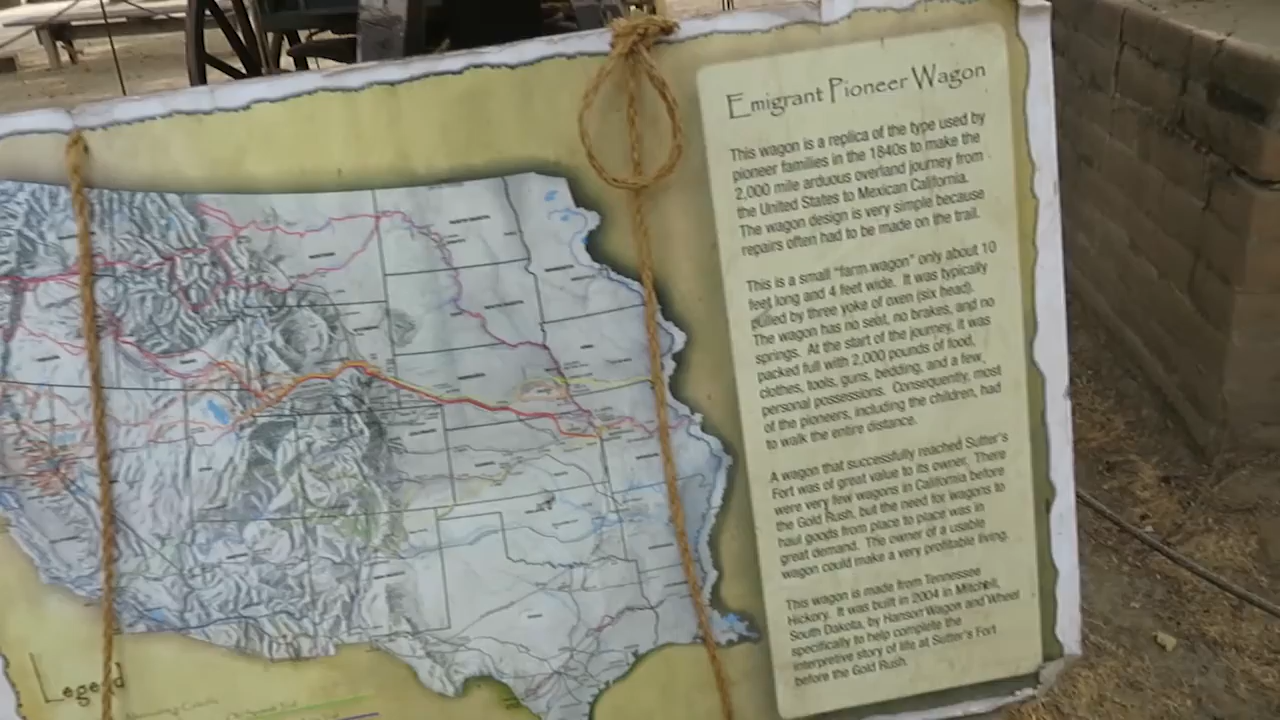 Emigrant Pioneer Wagon
This wagon is a replica of the type used by
pioneer families in the 1840s to make the
2,000 mile arduous overland journey from
the United States to Mexican California.
The wagon design is very simple because
repairs often had to be made on the trail.
This is a small "farm wagon" only about 10
feet long and 4 feet wide. It was typically
pulled by three yoke of oxen (six head).
The wagon has no seat, no brakes, and no
springs. At the start of the journey, it was
packed full with 2,000 pounds of food,
clothes, tools, guns, bedding, and a few
personal possessions. Consequently, most
of the pioneers, including the children, had
to walk the entire distance.
A wagon that successfully reached Sutter's
Fort was of great value to its owner. There
were very few wagons in California before
the Gold Rush, but the need for wagons to
haul goods from place to place was in
great demand. The owner of a usable
wagon could make a very profitable living.
This wagon is made from Tennessee
Hickory. It was built in 2004 in Mitchell,
South Dakota, by Hanson Wagon and Wheel
specifically to help complete the
interpretive story of life at Sutter's Fort
before the Gold Rush.
Legend